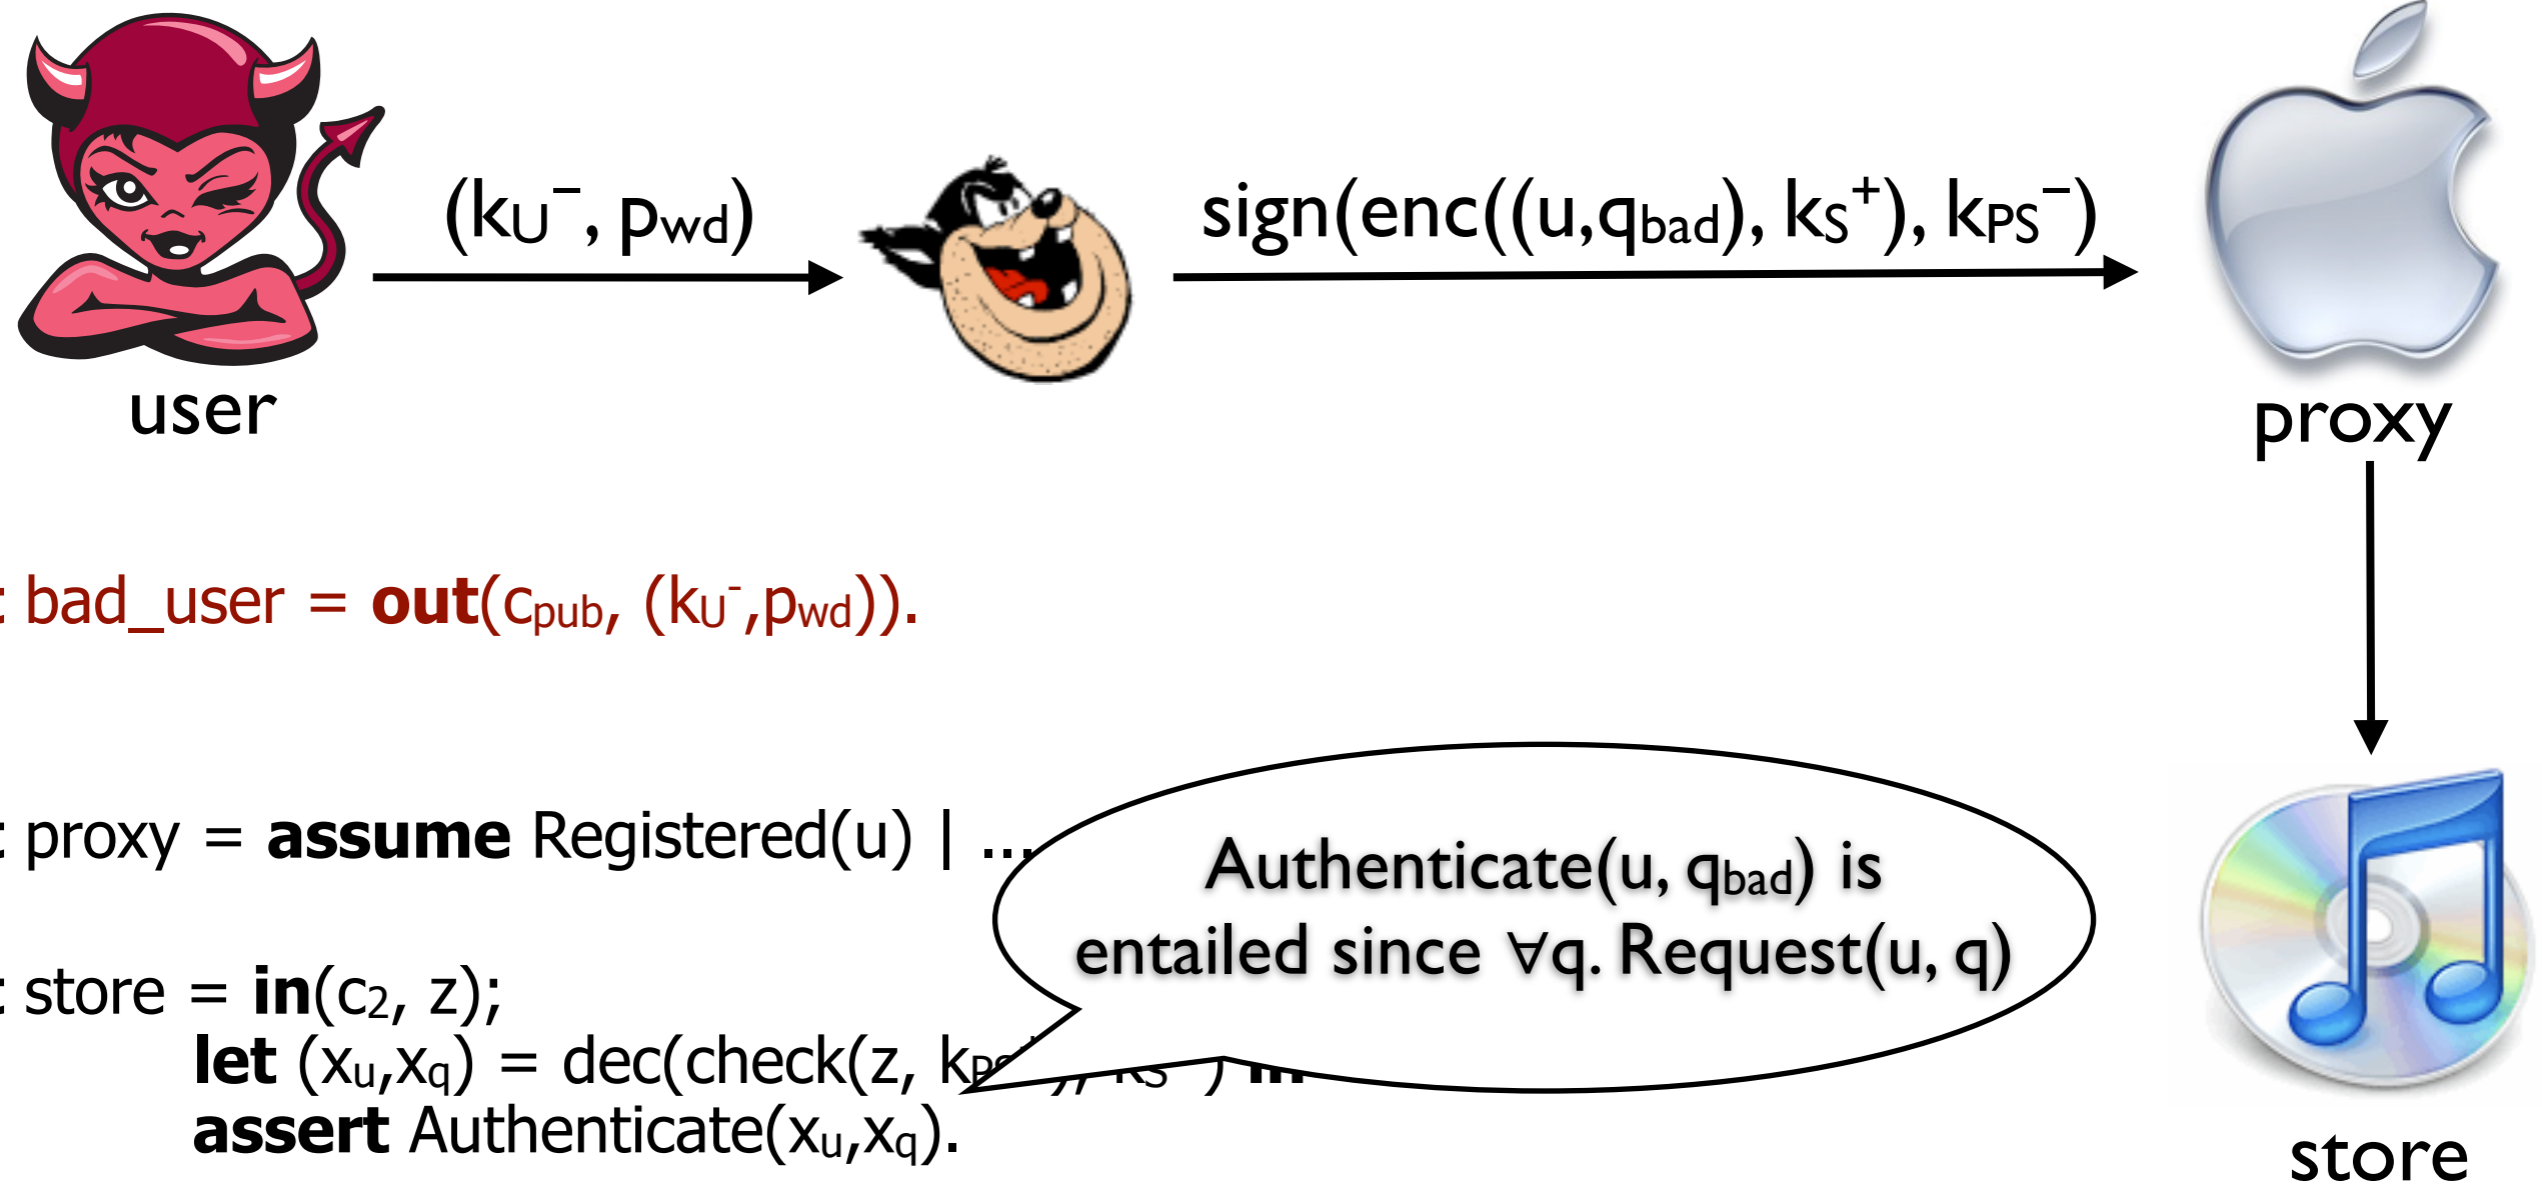 (kU⁻, pwd)
sign(enc((u,qbad), kS⁺), kPS⁻)
user
proxy
t bad_user = out(cpub, (kU⁻,pwd)).
t proxy = assume Registered(u) | ...
Authenticate(u, qbad) is
entailed since ∀q. Request(u, q)
t store = in(c₂, z);
let (xu,xq) = dec(check(z, kPS
assert Authenticate(xu,xq).
store